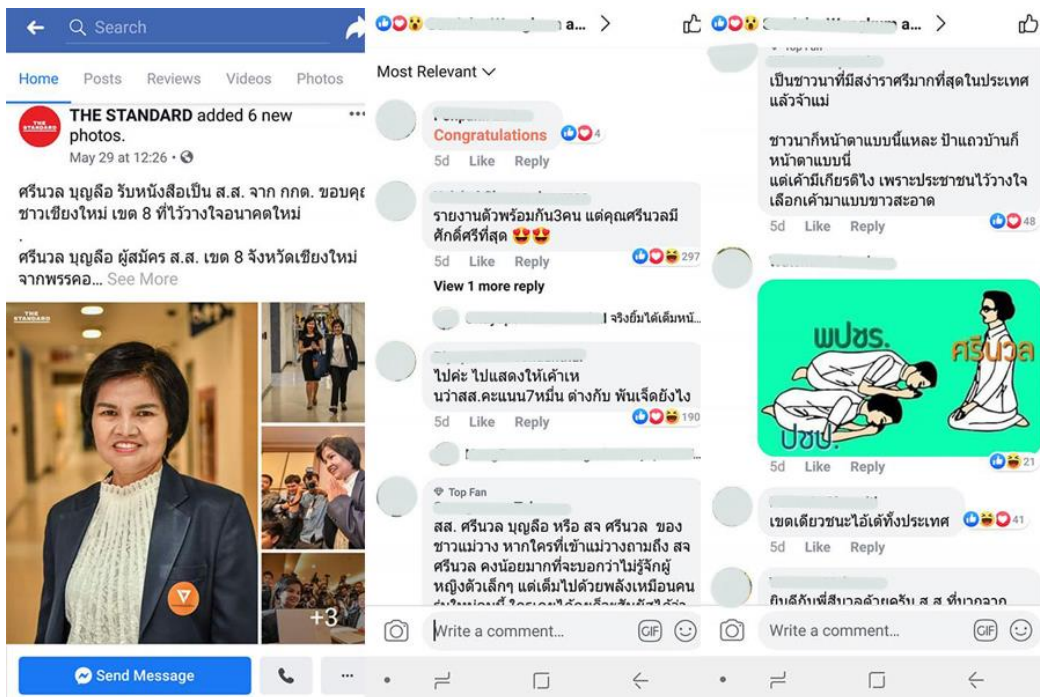 Search
Home Posts Reviews Videos Photos
THE STANDARD added 6 new
photos.
May 29 at 12:26
ศรีนวล บุญลือ รับหนังสือเป็น ส.ส. จาก กกต. ขอบคุณ
ชาวเชียงใหม่ เขต 8 ที่ไว้วางใจอนาคตใหม่
.
ศรีนวล บุญลือ ผู้สมัคร ส.ส. เขต 8 จังหวัดเชียงใหม่
จากพรรคอ... See More
THE
STANDARD
+3
Send Message
a...
Most Relevant
Congratulations 4
5d Like Reply
รายงานตัวพร้อมกัน3คน แต่คุณศรีนวลมี
ศักดิ์ศรีที่สุด
297
5d Like Reply
View 1 more reply
จริงยิ้มได้เต็มหน้...
ไปค่ะ ไปแสดงให้เค้าเห
นว่าสส.คะแนน7หมื่น ต่างกับ พันเจ็ดยังไง
190
5d Like Reply
Top Fan
สส. ศรีนวล บุญลือ หรือ สจ ศรีนวล ของ
ชาวแม่วาง หากใครที่เข้าแม่วางถามถึง สจ
ศรีนวล คงน้อยมากที่จะบอกว่าไม่รู้จักผู้
หญิงตัวเล็กๆ แต่เต็มไปด้วยพลังเหมือนคน
Write a comment...
GIF
a...
Top Fan
เป็นชาวนาที่มีสง่าราศรีมากที่สุดในประเทศ
แล้วจ้าแม่
ชาวนาก็หน้าตาแบบนี้แหละ ป้าแถวบ้านก็
หน้าตาแบบนี่
แต่เค้ามีเกียรติไง เพราะประชาชนไว้วางใจ
เลือกเค้ามาแบบขาวสะอาด
48
5d Like Reply
พปชร.
ศรีนวล
ปชป.
21
5d Like Reply
เขตเดียวชนะไอ้เต้ทั้งประเทศ 41
5d Like Reply
Write a comment...
GIF